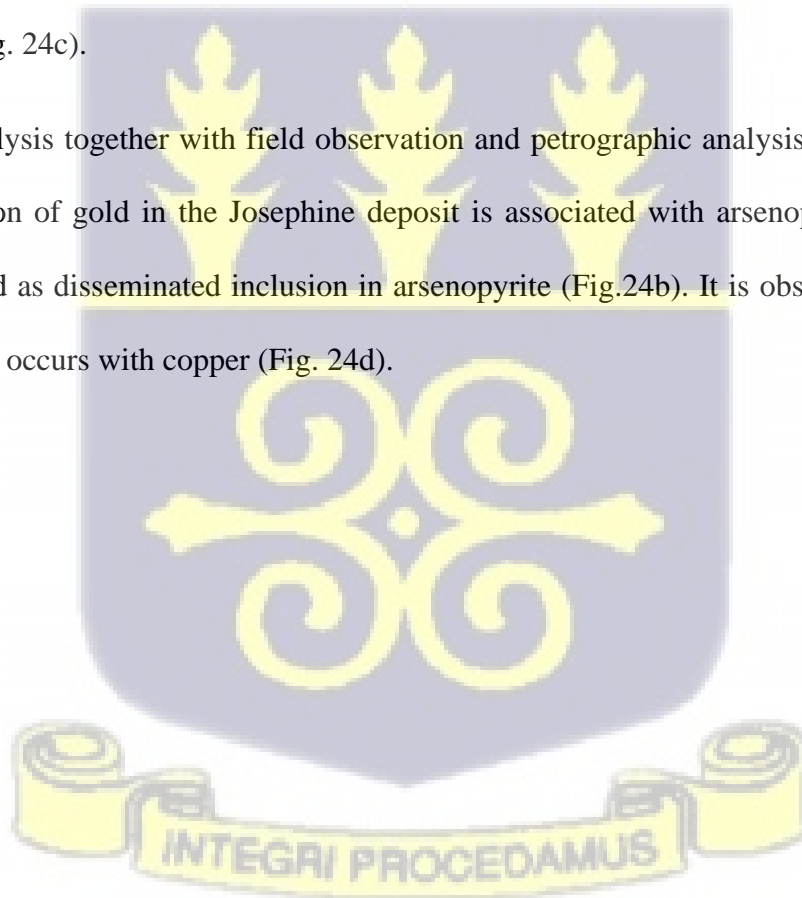 g. 24c).
lysis together with field observation and petrographic analysis
on of gold in the Josephine deposit is associated with arsenop
d as disseminated inclusion in arsenopyrite (Fig.24b). It is obs
occurs with copper (Fig. 24d).
INTEGRI PROCEDAMUS